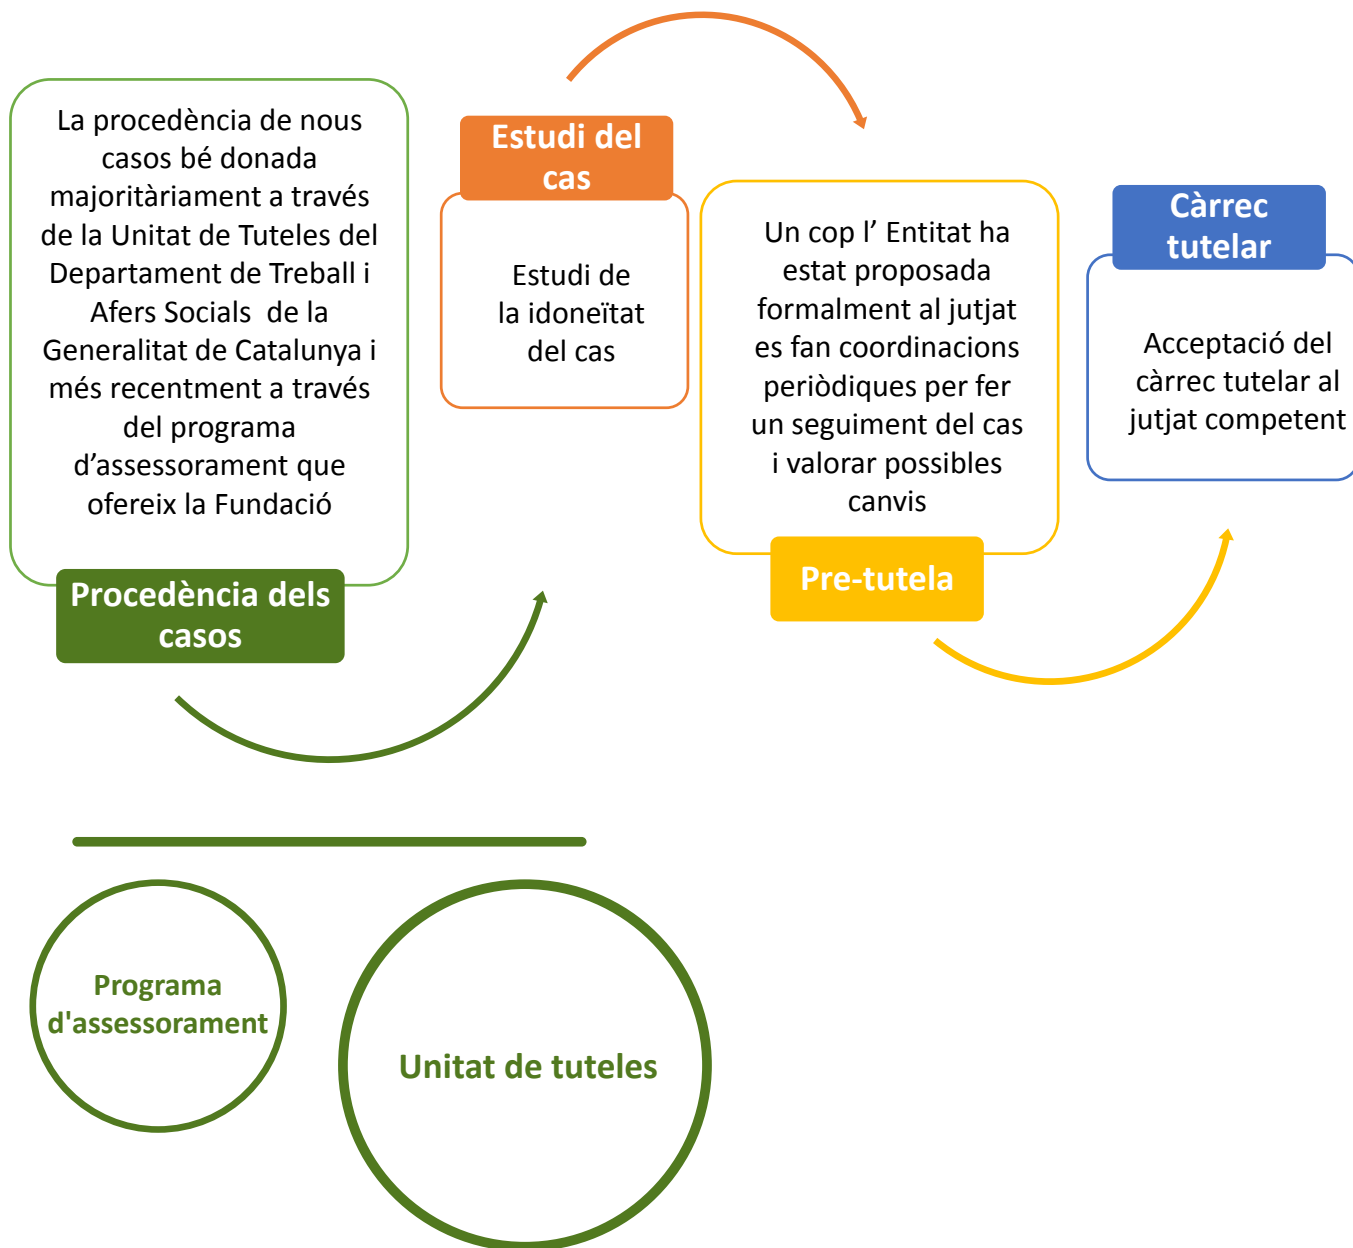 La procedència de nous
casos bé donada
majoritàriament a través
de la Unitat de Tuteles del
Departament de Treball i
Afers Socials de la
Generalitat de Catalunya i
més recentment a través
del programa
d’assessorament que
ofereix la Fundació
Procedència dels
casos
Estudi del
cas
Estudi de
la idoneïtat
del cas
Un cop l’ Entitat ha
estat proposada
formalment al jutjat
es fan coordinacions
periòdiques per fer
un seguiment del cas
i valorar possibles
canvis
Pre-tutela
Càrrec
tutelar
Acceptació del
càrrec tutelar al
jutjat competent
Programa
d'assessorament
Unitat de tuteles